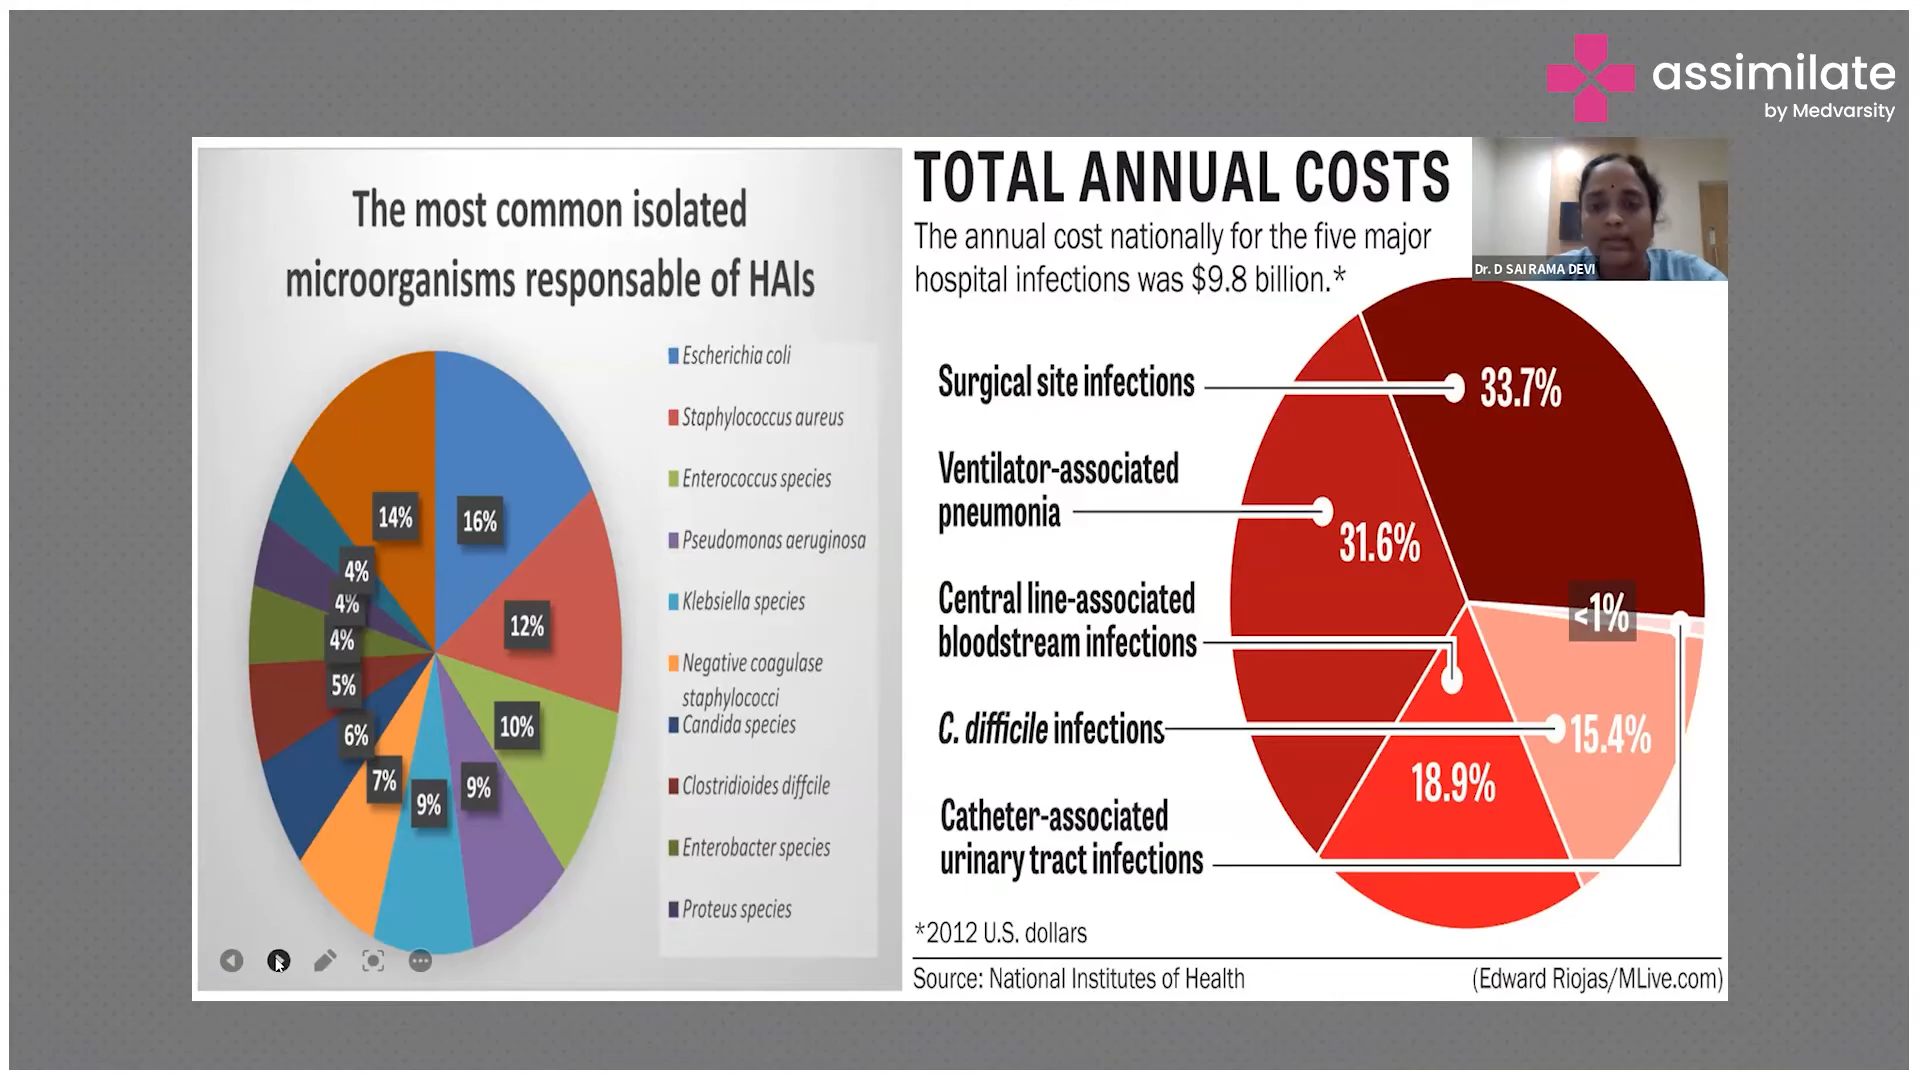 assimilate
by Medvarsity
The most common isolated
microorganisms responsable of HAIs
Escherichia coli
Staphylococcus aureus
Enterococcus species
Pseudomonas aeruginosa
Klebsiella species
Negative coagulase
staphylococci
Candida species
Clostridioides diffcile
Enterobacter species
Proteus species
16%
12%
10%
9%
9%
7%
6%
5%
4%
4%
4%
14%
TOTAL ANNUAL COSTS
The annual cost nationally for the five major
hospital infections was $9.8 billion.*
Dr. D SAI RAMA DEVI
Surgical site infections
33.7%
Ventilator-associated
pneumonia
31.6%
Central line-associated
bloodstream infections
18.9%
C. difficile infections
15.4%
Catheter-associated
urinary tract infections
<1%
*2012 U.S. dollars
Source: National Institutes of Health
(Edward Riojas/MLive.com)